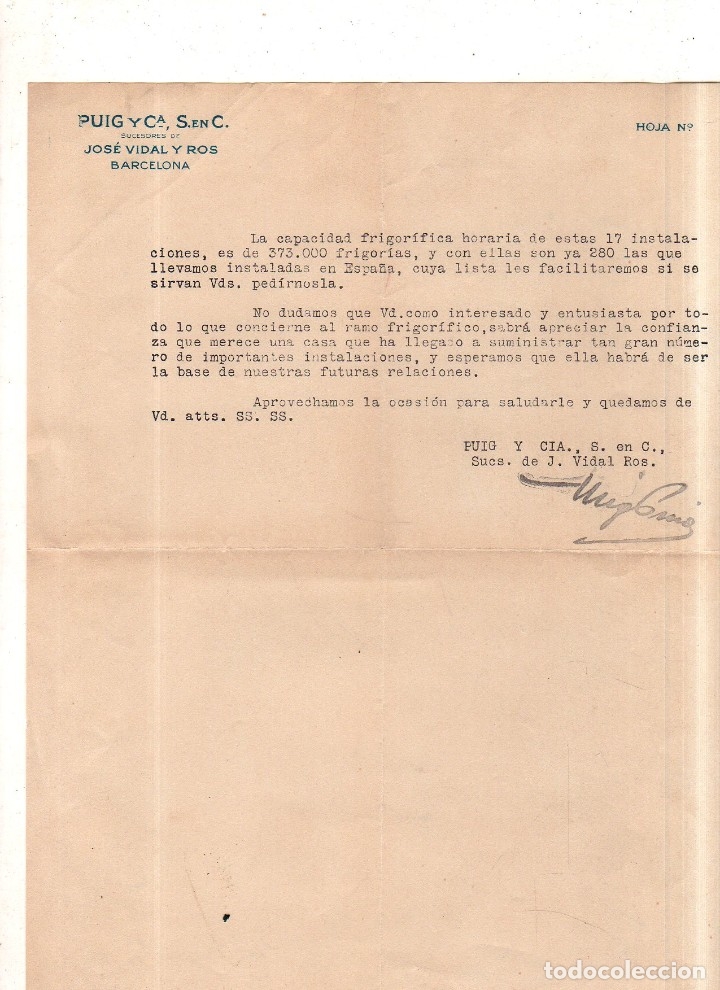 PUIG Y Cª, S. EN C.
SUCESORES DE
JOSÉ VIDAL Y ROS
BARCELONA
HOJA Nº
La capacidad frigorífica horaria de estas 17 instala-
ciones, es de 373.000 frigorías, y con ellas son ya 280 las que
llevamos instaladas en España, cuya lista les facilitaremos si se
sirvan Vds. pedírnosla.
No dudamos que Vd.como interesado y entusiasta por to-
do lo que concierne al ramo frigorífico,sabrá apreciar la confian-
za que merece una casa que ha llegado a suministrar tan gran núme-
ro de importantes instalaciones, y esperamos que ella habrá de ser
la base de nuestras futuras relaciones.
Aprovechamos la ocasión para saludarle y quedamos de
Vd. atts. SS. SS.
PUIG Y CIA., S. en C.,
Sucs. de J. Vidal Ros.
todocoleccion